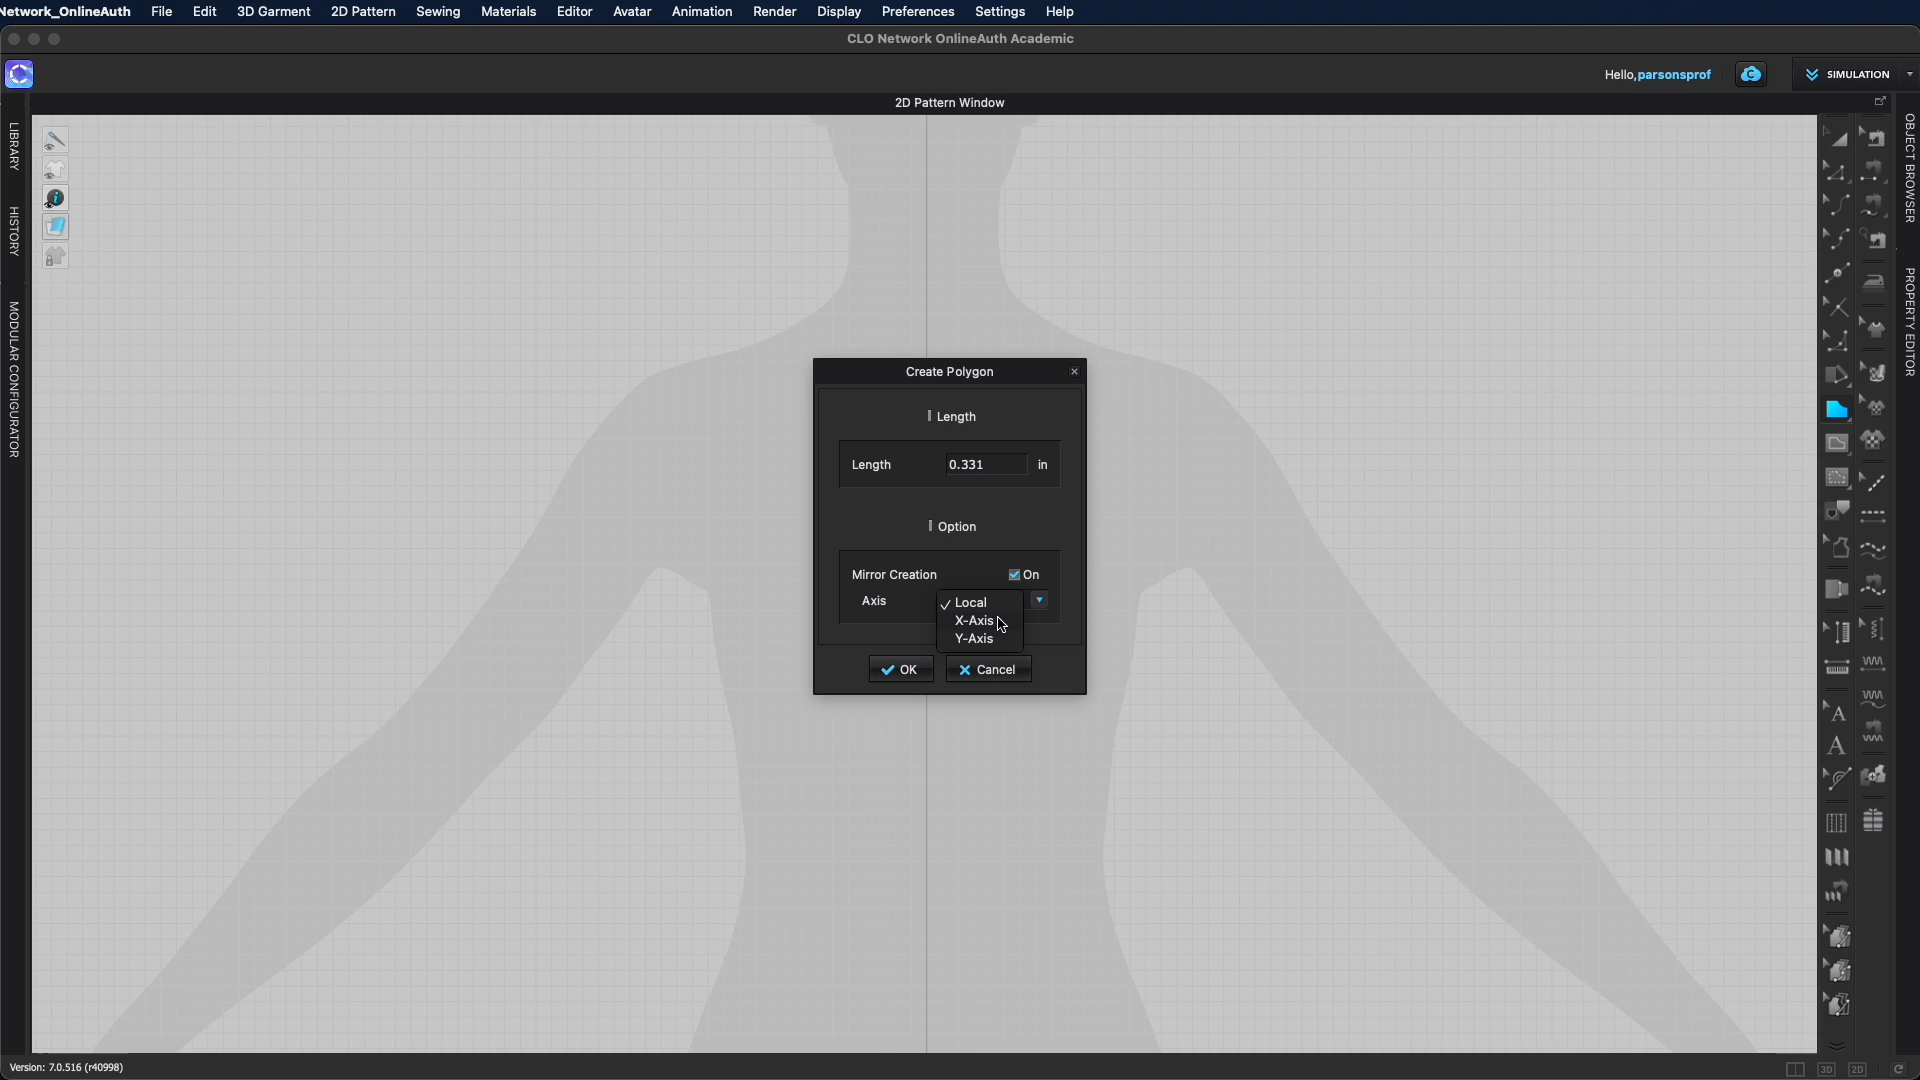 Network_OnlineAuth File Edit 3D Garment 2D Pattern Sewing Materials Editor Avatar Animation Render Display Preferences Settings Help
CLO Network OnlineAuth Academic
Hello,parsonsprof
SIMULATION
2D Pattern Window
LIBRARY
HISTORY
MODULAR CONFIGURATOR
OBJECT BROWSER
PROPERTY EDITOR
Create Polygon
Length
Length 0.331 in
Option
Mirror Creation On
Axis
Local
X-Axis
Y-Axis
OK Cancel
A
A
Version: 7.0.516 (r40998)
3D 2D